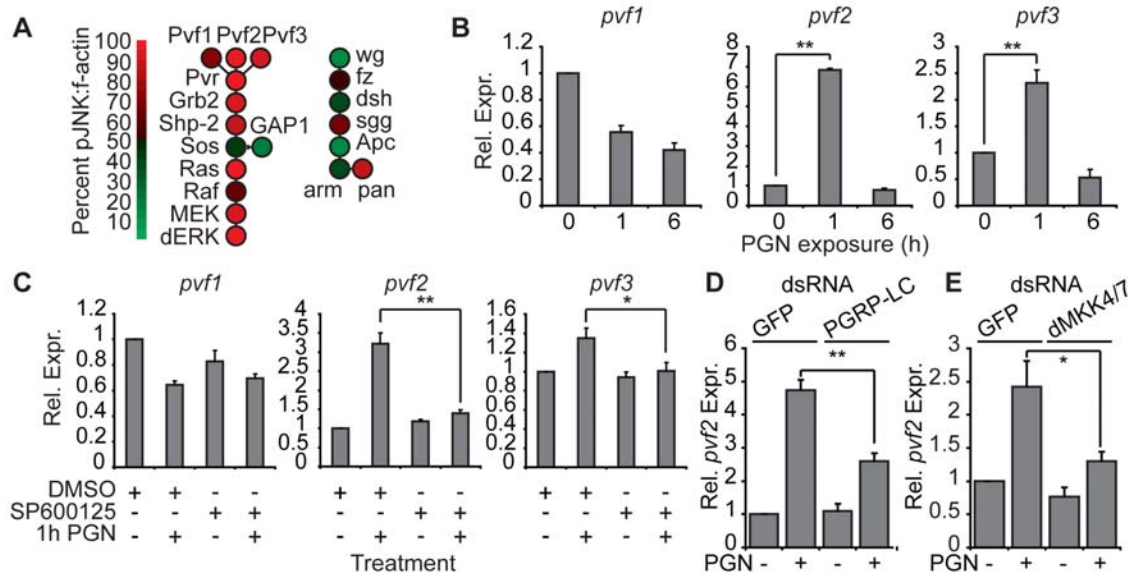 A
Percent pJNK:f-actin
100
90
80
70
60
50
40
30
20
10
Pvf1 Pvf2 Pvf3
Pvr
Grb2
Shp-2
GAP1
Sos
Ras
Raf
MEK
dERK
wg
fz
dsh
sgg
Apc
arm pan
B
pvf1 pvf2 pvf3
Rel. Expr.
1.2
1
0.8
0.6
0.4
0.2
0
0 1 6
8
7
6
5
4
3
2
1
0
**
0 1 6
3
2.5
2
1.5
1
0.5
0
**
0 1 6
PGN exposure (h)
C
pvf1 pvf2 pvf3
Rel. Expr.
1.2
1
0.8
0.6
0.4
0.2
0
4
3.5
3
2.5
2
1.5
1
0.5
0
**
1.6
1.4
1.2
1
0.8
0.6
0.4
0.2
0
*
DMSO + + - - + + - - + + - -
SP600125 - - + + - - + + - - + +
1h PGN - + - + - + - + - + - +
Treatment
D
dsRNA
GFP PGRP-LC
Rel. pvf2 Expr.
6
5
4
3
2
1
0
**
PGN - + - +
E
dsRNA
GFP dMKK4/7
Rel. pvf2 Expr.
3
2.5
2
1.5
1
0.5
0
*
PGN - + - +